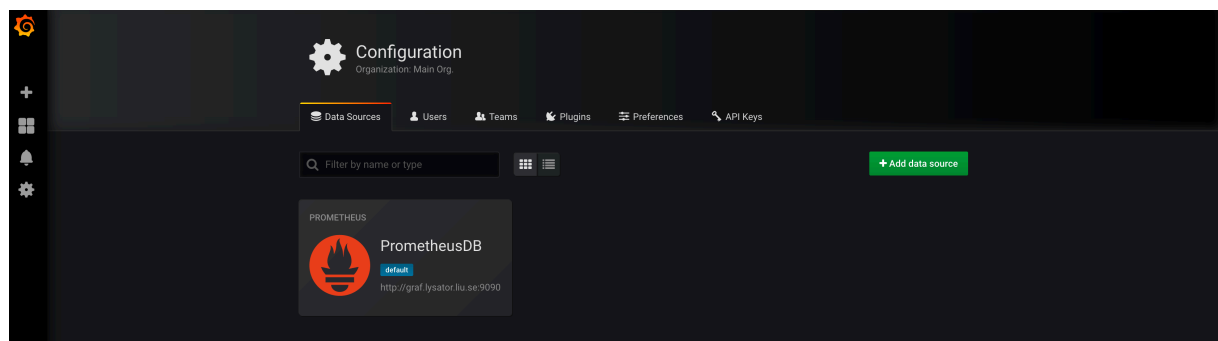 Configuration
Organization: Main Org.
Data Sources Users Teams Plugins Preferences API Keys
Filter by name or type
Add data source
PROMETHEUS
PrometheusDB
default
http://graf.lysator.liu.se:9090